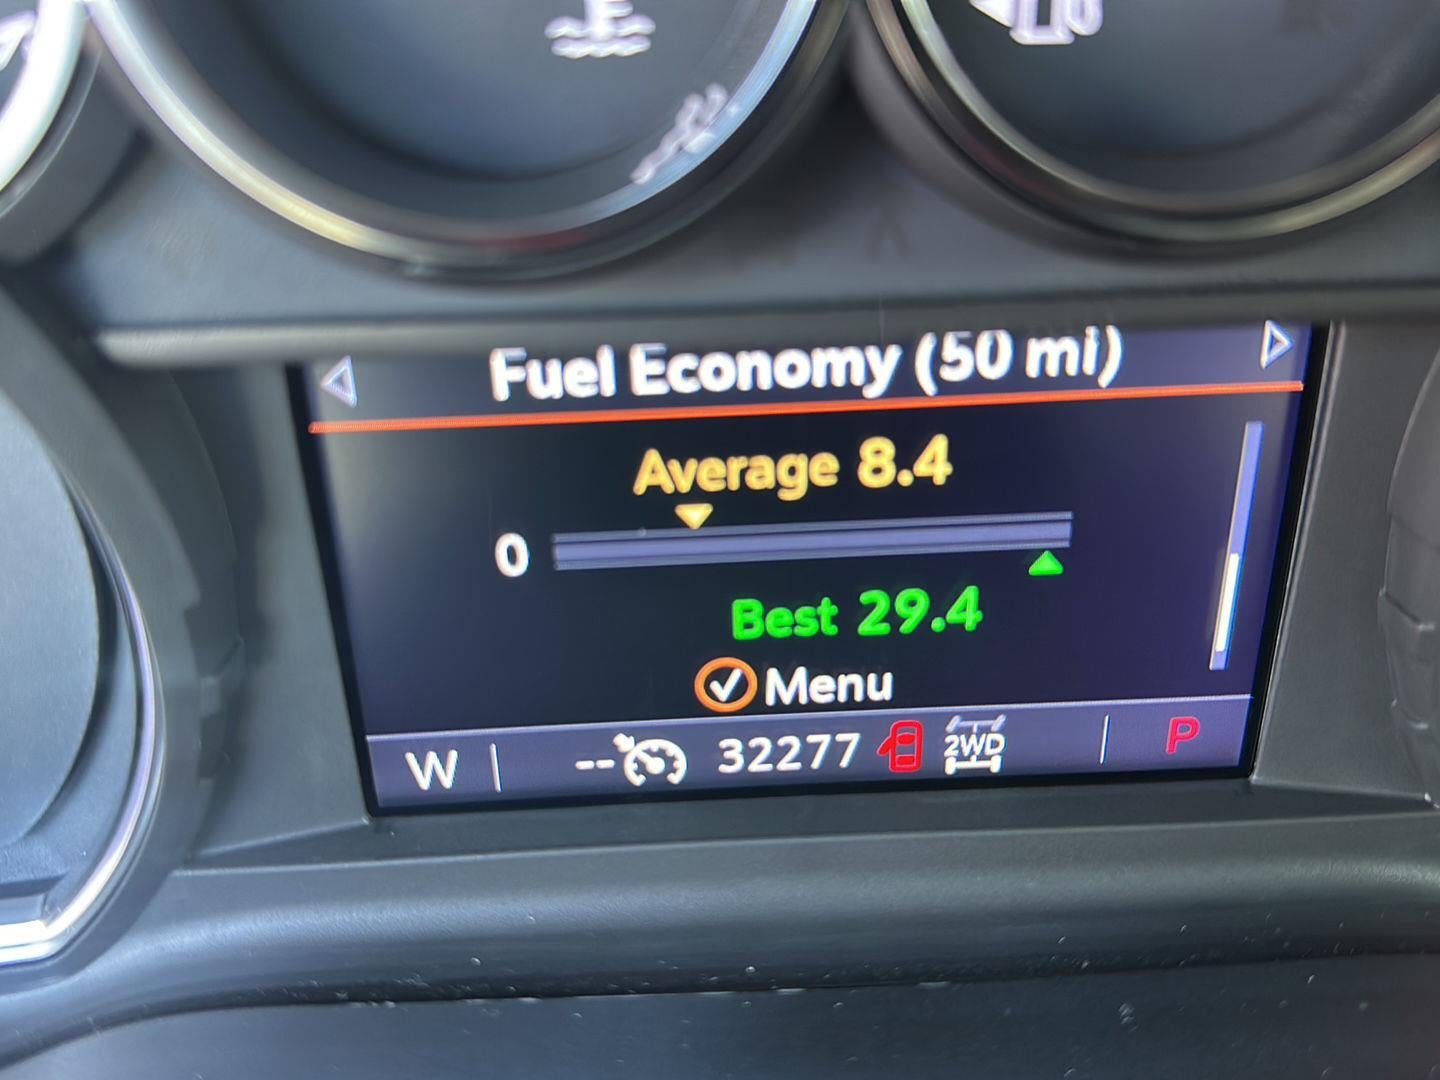 Fuel Economy (50 mi)
Average 8.4
0
Best 29.4
Menu
W -- 32277 2WD P